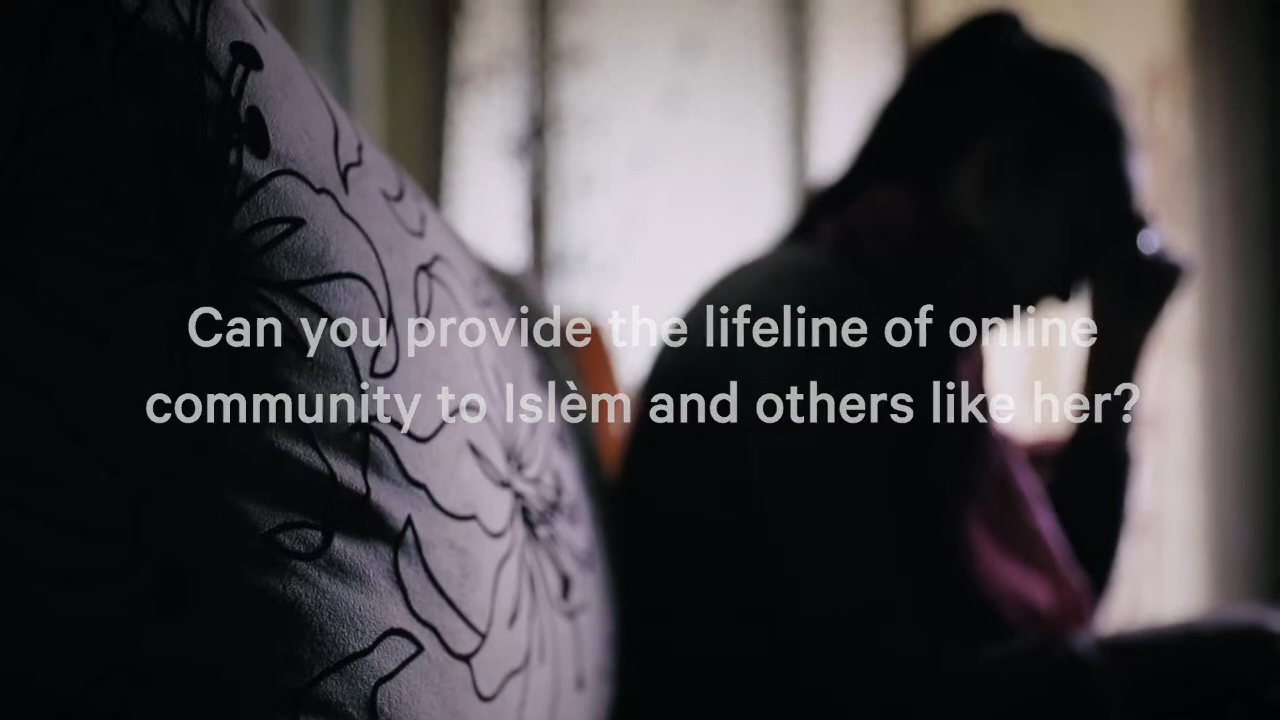 Can you provide the lifeline of online
community to Islèm and others like her?